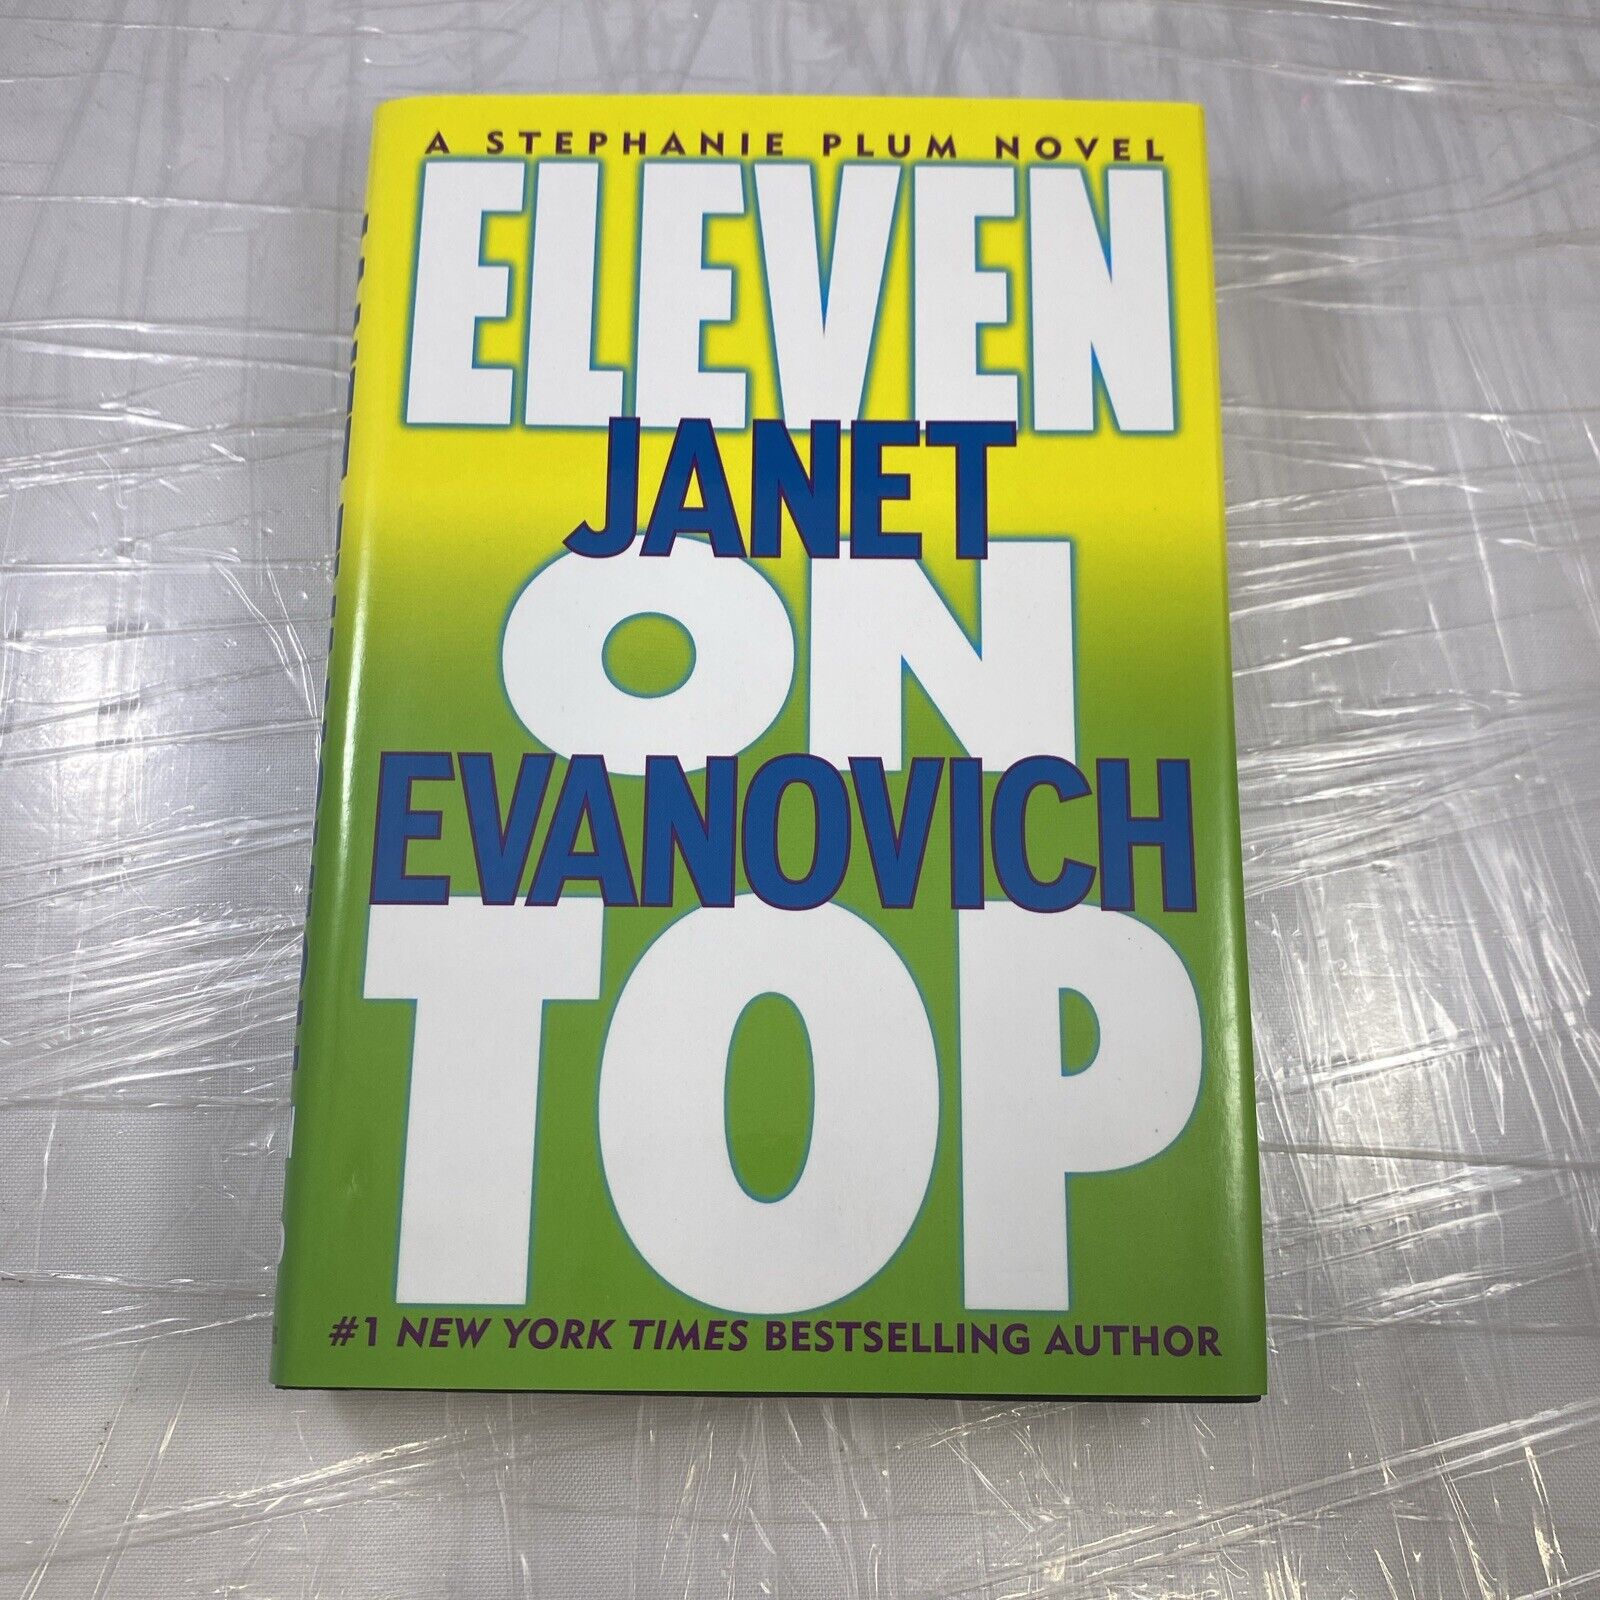 A STEPHANIE PLUM NOVEL
ELEVEN
JANET
ON
EVANOVICH
TOP
#1 NEW YORK TIMES BESTSELLING AUTHOR